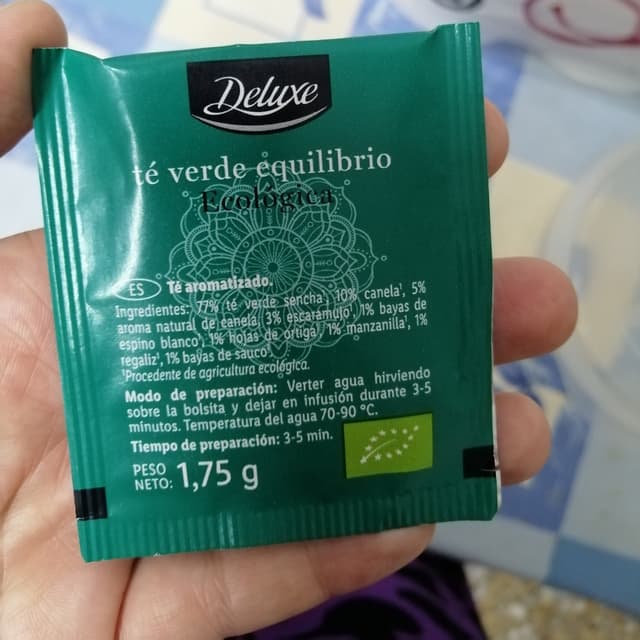 Deluxe
té verde equilibrio
Ecológica
ES Té aromatizado.
Ingredientes: 77% té verde sencha¹, 10% canela¹, 5%
aroma natural de canela, 3% escaramujo¹, 1% bayas de
espino blanco¹, 1% hojas de ortiga¹, 1% manzanilla¹, 1%
regaliz¹, 1% bayas de saúco¹.
¹Procedente de agricultura ecológica.
Modo de preparación: Verter agua hirviendo
sobre la bolsita y dejar en infusión durante 3-5
minutos. Temperatura del agua 70-90 °C.
Tiempo de preparación: 3-5 min.
PESO
NETO: 1,75 g